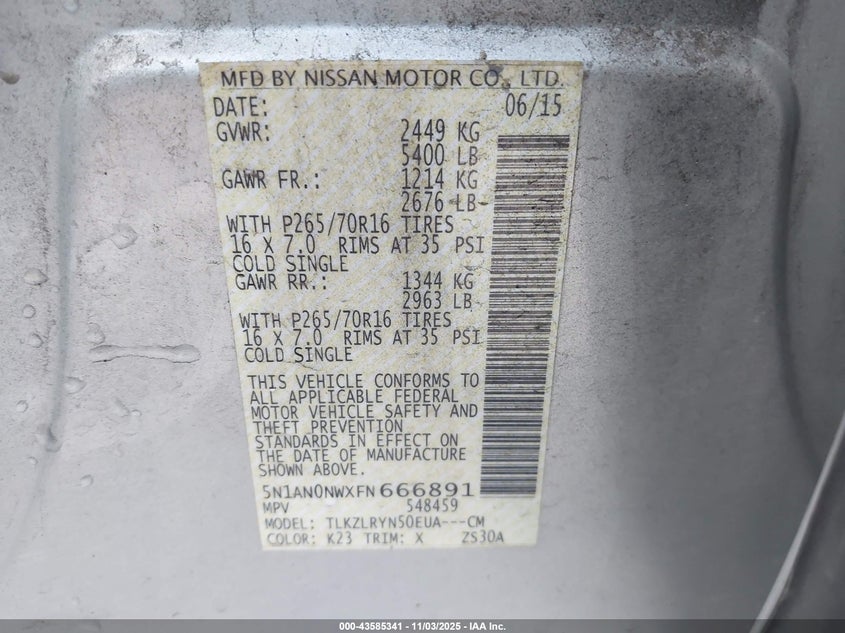 MFD BY NISSAN MOTOR CO., LTD.
DATE: 06/15
GVWR: 2449 KG
5400 LB
GAWR FR.: 1214 KG
2676 LB
WITH P265/70R16 TIRES
16 X 7.0 RIMS AT 35 PSI
COLD SINGLE
GAWR RR.: 1344 KG
2963 LB
WITH P265/70R16 TIRES
16 X 7.0 RIMS AT 35 PSI
COLD SINGLE
THIS VEHICLE CONFORMS TO
ALL APPLICABLE FEDERAL
MOTOR VEHICLE SAFETY AND
THEFT PREVENTION
STANDARDS IN EFFECT ON
THE DATE OF MANUFACTURE
SHOWN ABOVE.
5N1AN0NWXFN666891
MPV 548459
MODEL: TLKZLRYN50EUA---CM
COLOR: K23 TRIM: X ZS30A
000-43585341 - 11/03/2025 - IAA Inc.